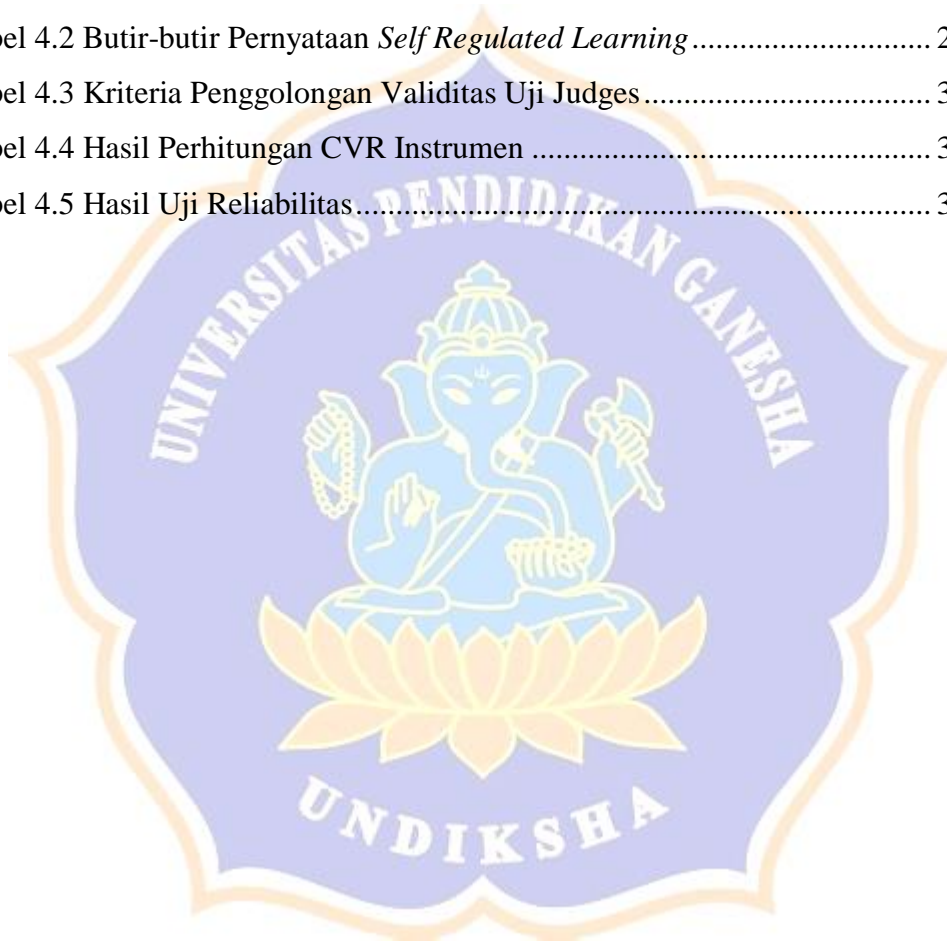 bel 4.2 Butir-butir Pernyataan Self Regulated Learning.......................................... 2
bel 4.3 Kriteria Penggolongan Validitas Uji Judges................................................... 3
bel 4.4 Hasil Perhitungan CVR Instrumen ....................................................................... 3
bel 4.5 Hasil Uji Reliabilitas.................................................................................................... 3
UNIVERSITAS PENDIDIKAN GANESHA
UNDIKSHA